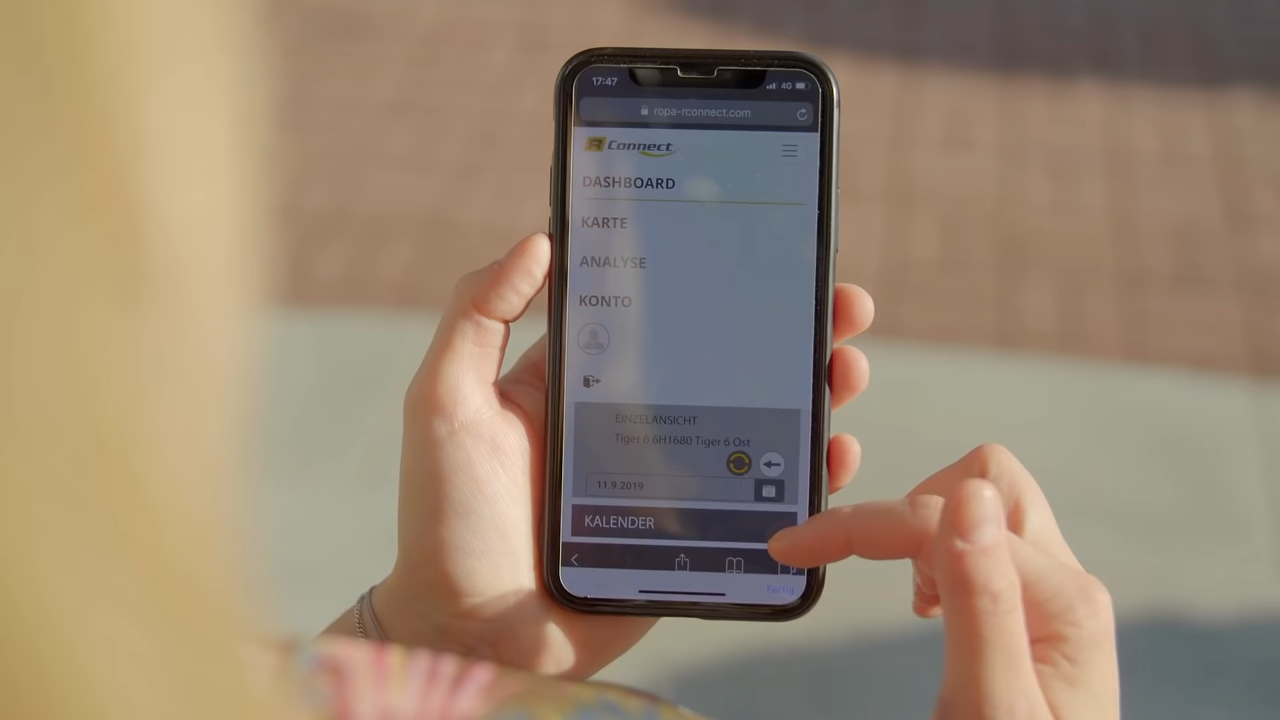 17:47
4G
ropa-rconnect.com
R Connect
DASHBOARD
KARTE
ANALYSE
KONTO
EINZELANSICHT
Tiger 6 6H1680 Tiger 6 Ost
11.9.2019
KALENDER
Fertig